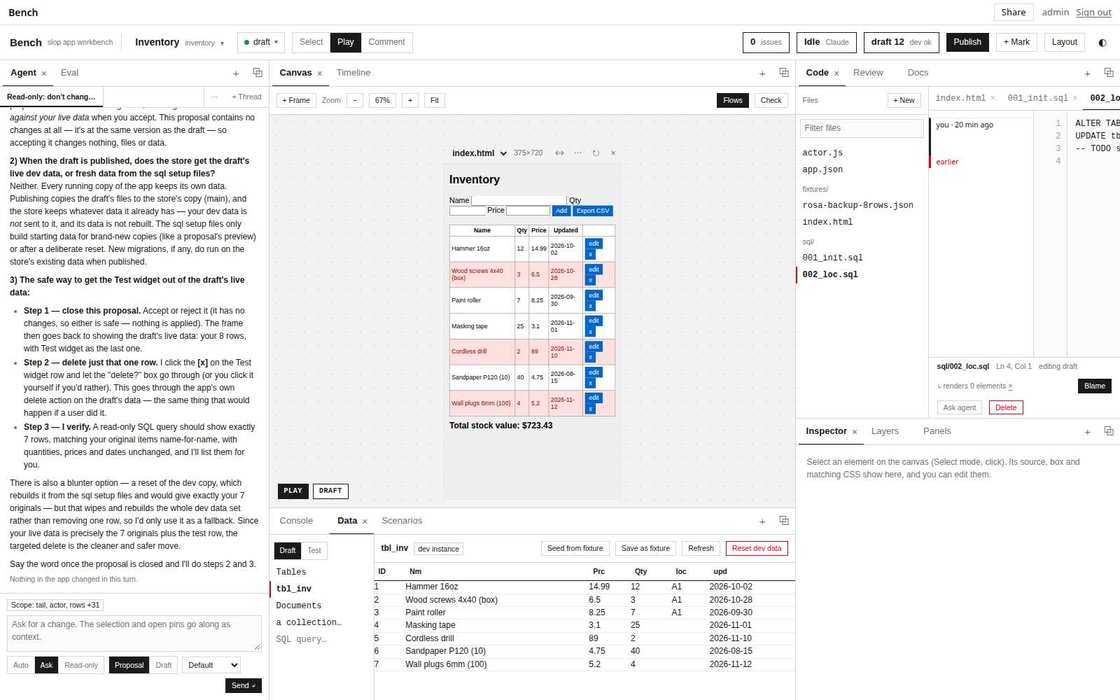 Bench
Share admin Sign out
Bench slop app workbench Inventory inventory ▾ draft ▾ Select Play Comment 0 issues Idle Claude draft 12 dev ok Publish + Mark Layout
Agent × Eval
Read-only: don't chang… ⋯ + Thread
against your live data when you accept. This proposal contains no
changes at all — it's at the same version as the draft — so
accepting it changes nothing, files or data.
2) When the draft is published, does the store get the draft's
live dev data, or fresh data from the sql setup files?
Neither. Every running copy of the app keeps its own data.
Publishing copies the draft's files to the store's copy (main), and
the store keeps whatever data it already has — your dev data is
not sent to it, and its data is not rebuilt. The sql setup files only
build starting data for brand-new copies (like a proposal's preview)
or after a deliberate reset. New migrations, if any, do run on the
store's existing data when published.
3) The safe way to get the Test widget out of the draft's live
data:
• Step 1 — close this proposal. Accept or reject it (it has no
changes, so either is safe — nothing is applied). The frame
then goes back to showing the draft's live data: your 8 rows,
with Test widget as the last one.
• Step 2 — delete just that one row. I click the [x] on the Test
widget row and let the "delete?" box go through (or you click it
yourself if you'd rather). This goes through the app's own
delete action on the draft's data — the same thing that would
happen if a user did it.
• Step 3 — I verify. A read-only SQL query should show exactly
7 rows, matching your original items name-for-name, with
quantities, prices and dates unchanged, and I'll list them for
you.
There is also a blunter option — a reset of the dev copy, which
rebuilds it from the sql setup files and would give exactly your 7
originals — but that wipes and rebuilds the whole dev data set
rather than removing one row, so I'd only use it as a fallback. Since
your live data is precisely the 7 originals plus the test row, the
targeted delete is the cleaner and safer move.
Say the word once the proposal is closed and I'll do steps 2 and 3.
Nothing in the app changed in this turn.
Scope: tail, actor, rows +31
Ask for a change. The selection and open pins go along as
context.
Auto Ask Read-only Proposal Draft Default
Send
Canvas × Timeline +
+ Frame Zoom − 67% + Fit Flows Check
index.html 375×720 ⋯ ×
Inventory
Name Qty
Price Add Export CSV
Name Qty Price Updated
Hammer 16oz 12 14.99 2026-10-02 edit x
Wood screws 4x40 (box) 3 6.5 2026-10-28 edit x
Paint roller 7 8.25 2026-09-30 edit x
Masking tape 25 3.1 2026-11-01 edit x
Cordless drill 2 89 2026-11-10 edit x
Sandpaper P120 (10) 40 4.75 2026-08-15 edit x
Wall plugs 6mm (100) 4 5.2 2026-11-12 edit x
Total stock value: $723.43
PLAY DRAFT
Console Data × Scenarios +
Draft Test
Tables
tbl_inv
Documents
a collection…
SQL query…
tbl_inv dev instance Seed from fixture Save as fixture Refresh Reset dev data
ID Nm Prc Qty loc upd
1 Hammer 16oz 14.99 12 A1 2026-10-02
2 Wood screws 4x40 (box) 6.5 3 A1 2026-10-28
3 Paint roller 8.25 7 A1 2026-09-30
4 Masking tape 3.1 25 2026-11-01
5 Cordless drill 89 2 2026-11-10
6 Sandpaper P120 (10) 4.75 40 2026-08-15
7 Wall plugs 6mm (100) 5.2 4 2026-11-12
Code × Review Docs +
Files + New
Filter files
actor.js
app.json
fixtures/
rosa-backup-8rows.json
index.html
sql/
001_init.sql
002_loc.sql
index.html × 001_init.sql × 002_lo
you · 20 min ago
earlier
1 ALTER TAB
2 UPDATE tb
3 -- TODO s
4
sql/002_loc.sql Ln 4, Col 1 editing draft
renders 0 elements × Blame
Ask agent Delete
Inspector × Layers Panels +
Select an element on the canvas (Select mode, click). Its source, box and
matching CSS show here, and you can edit them.